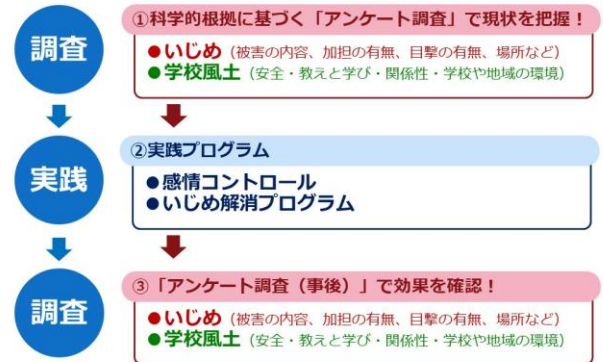 調査
①科学的根拠に基づく「アンケート調査」で現状を把握！
●いじめ（被害の内容、加担の有無、目撃の有無、場所など）
●学校風土（安全・教えと学び・関係性・学校や地域の環境）
実践
②実践プログラム
●感情コントロール
●いじめ解消プログラム
調査
③「アンケート調査（事後）」で効果を確認！
●いじめ（被害の内容、加担の有無、目撃の有無、場所など）
●学校風土（安全・教えと学び・関係性・学校や地域の環境）